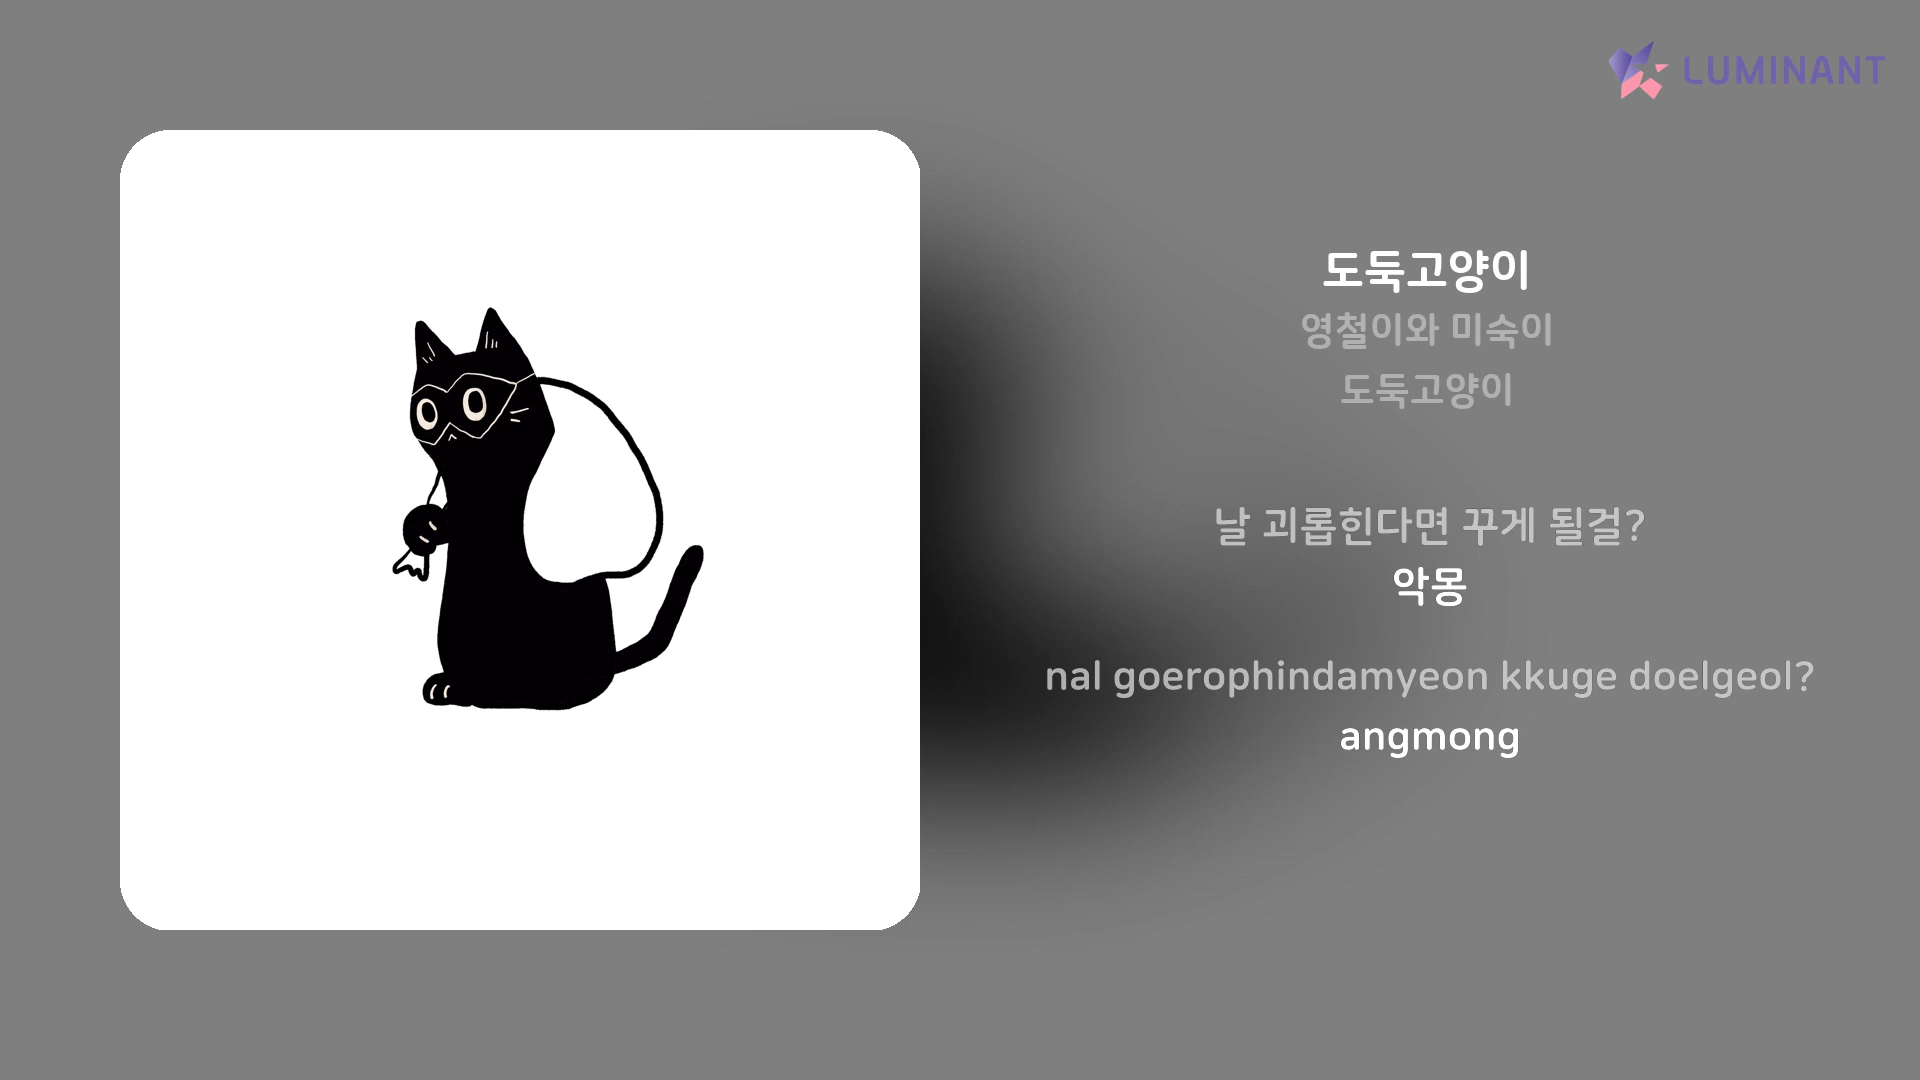 LUMINANT
도둑고양이
영철이와 미숙이
도둑고양이
날 괴롭힌다면 꾸게 될걸?
악몽
nal goerophindamyeon kkuge doelgeol?
angmong